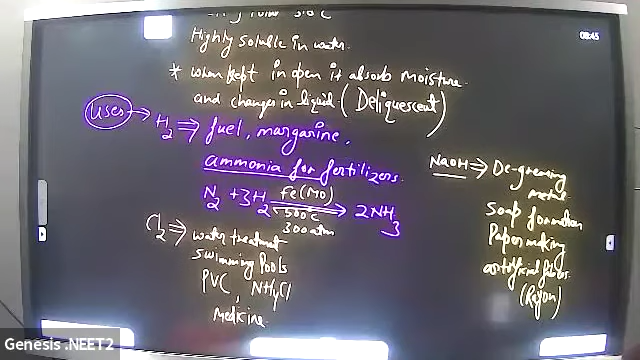 Highly soluble in water.
* when kept in open it absorb moisture
and changes in liquid (Deliquescent)
Uses → H2 ⇒ fuel, margarine,
ammonia for fertilizers.
N2 + 3H2 Fe(Mo) 500c 300 atm 2NH3
Cl2 ⇒ water treatment
swimming Pools
PVC, NH4Cl
Medicine
NaOH ⇒ De-greasing
metals
Soap formation
Paper making
artificial fibres
(Rayon)
08:45
Genesis .NEET2